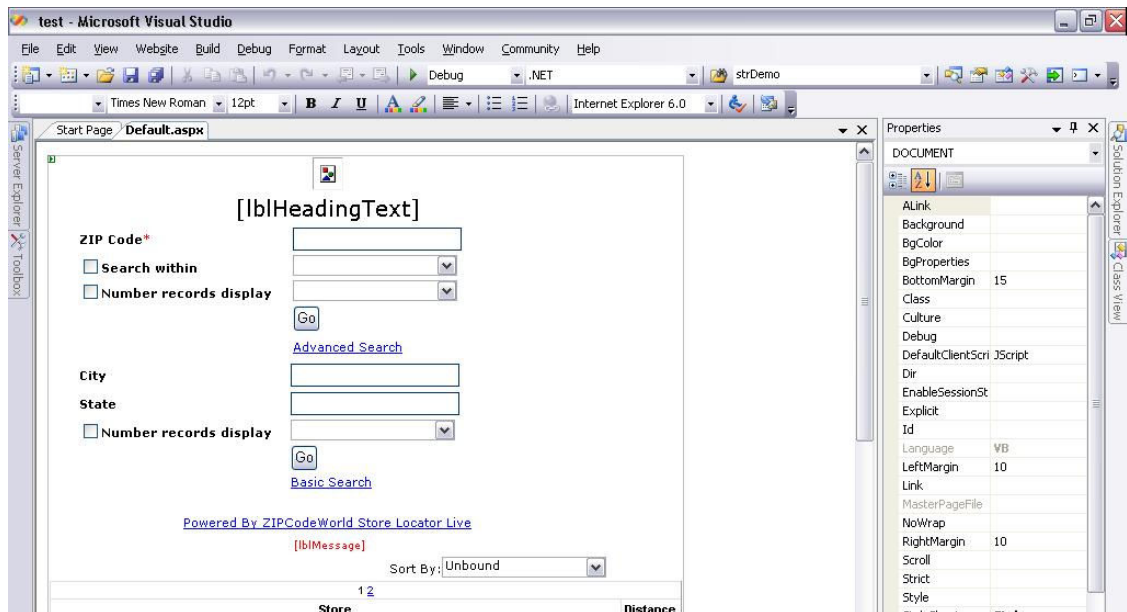 test - Microsoft Visual Studio
File Edit View Website Build Debug Format Layout Tools Window Community Help
Debug .NET strDemo
Times New Roman 12pt B I U A Internet Explorer 6.0
Server Explorer
Toolbox
Start Page Default.aspx
[lblHeadingText]
ZIP Code*
Search within
Number records display
Go
Advanced Search
City
State
Number records display
Go
Basic Search
Powered By ZIPCodeWorld Store Locator Live
[lblMessage]
Sort By: Unbound
1 2
Store Distance
Properties
DOCUMENT
ALink
Background
BgColor
BgProperties
BottomMargin 15
Class
Culture
Debug
DefaultClientScri JScript
Dir
EnableSessionSt
Explicit
Id
Language VB
LeftMargin 10
Link
MasterPageFile
NoWrap
RightMargin 10
Scroll
Strict
Style
Solution Explorer
Class View